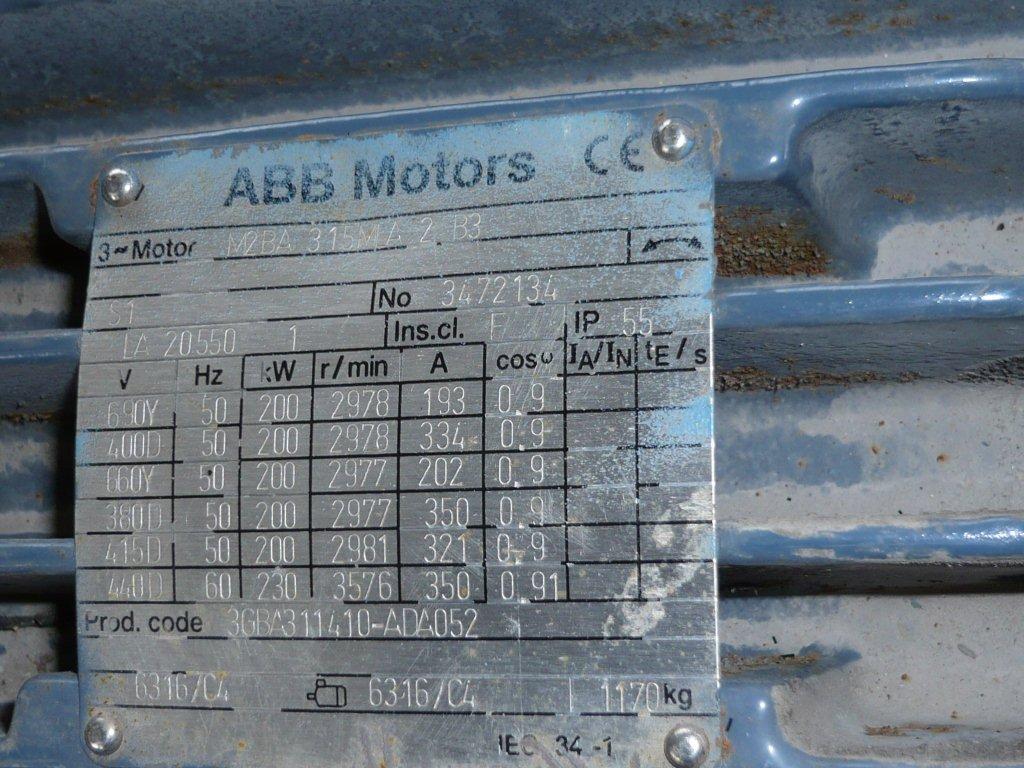 ABB Motors CE
3~Motor M2BA 315MLA 2 B3
S1 No 3472134
LA 20550 1 Ins.cl. F IP 55
V Hz kW r/min A cosφ IA/IN tE/s
690Y 50 200 2978 193 0.9
400D 50 200 2978 334 0.9
660Y 50 200 2977 202 0.9
380D 50 200 2977 350 0.9
415D 50 200 2981 321 0.9
440D 60 230 3576 350 0.91
Prod. code 3GBA311410-ADA052
6316/C4 6316/C4 1170kg
IEC 34-1